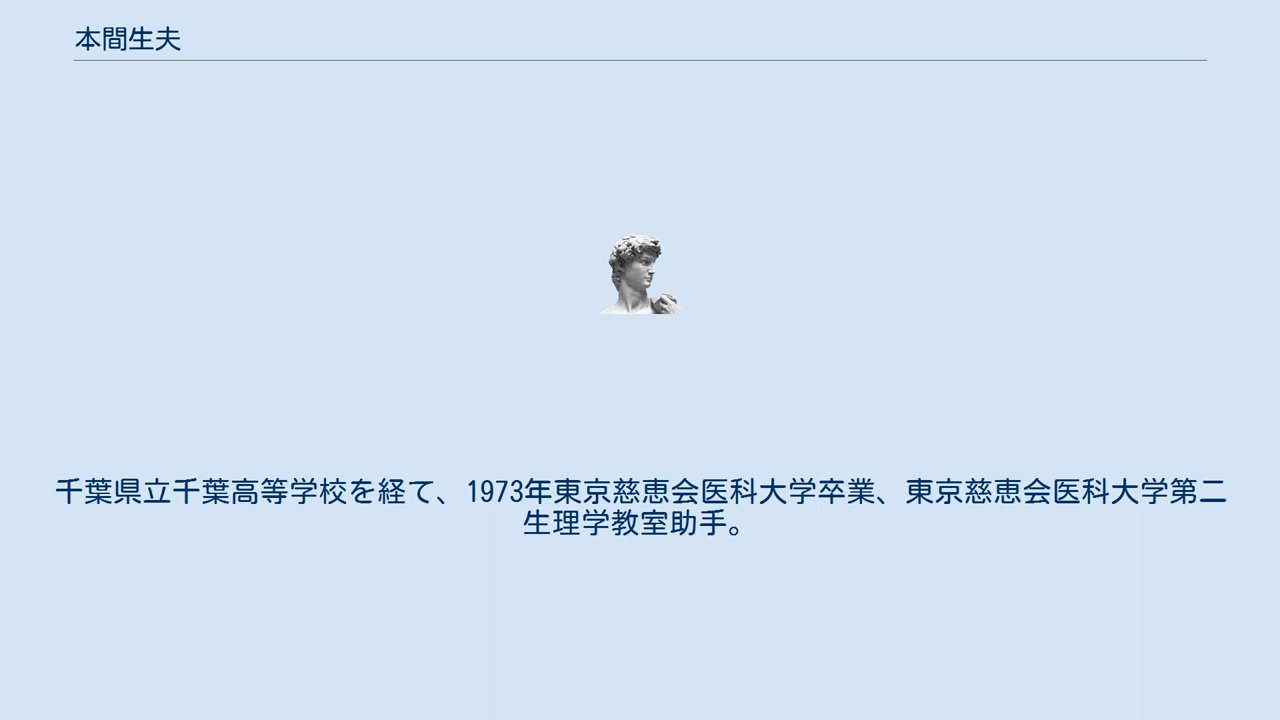 本間生夫
千葉県立千葉高等学校を経て、1973年東京慈恵会医科大学卒業、東京慈恵会医科大学第二
生理学教室助手。